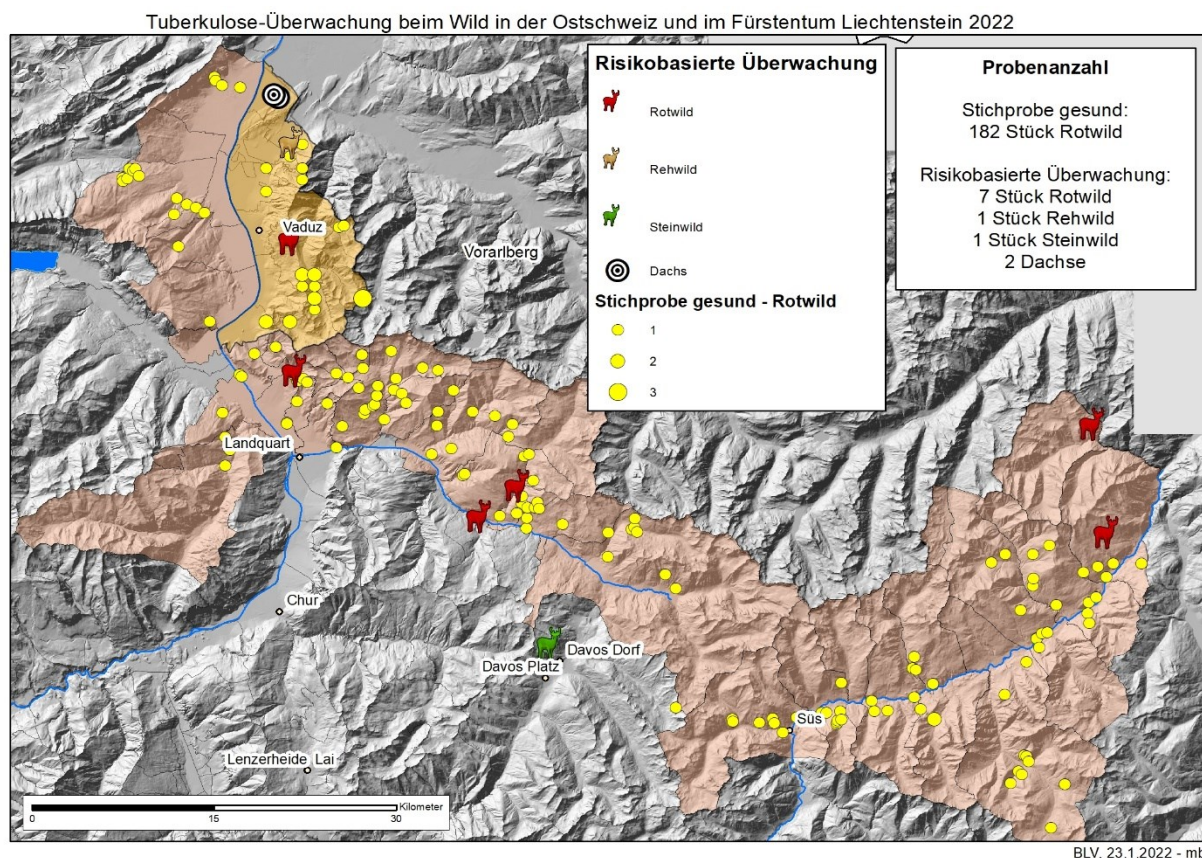 Tuberkulose-Überwachung beim Wild in der Ostschweiz und im Fürstentum Liechtenstein 2022
Risikobasierte Überwachung
Rotwild
Rehwild
Steinwild
Dachs
Stichprobe gesund - Rotwild
1
2
3
Probenanzahl
Stichprobe gesund:
182 Stück Rotwild
Risikobasierte Überwachung:
7 Stück Rotwild
1 Stück Rehwild
1 Stück Steinwild
2 Dachse
Vaduz
Vorarlberg
Landquart
Chur
Davos Dorf
Davos Platz
Süs
Lenzerheide Lai
Kilometer
0 15 30
BLV, 23.1.2022 - mb